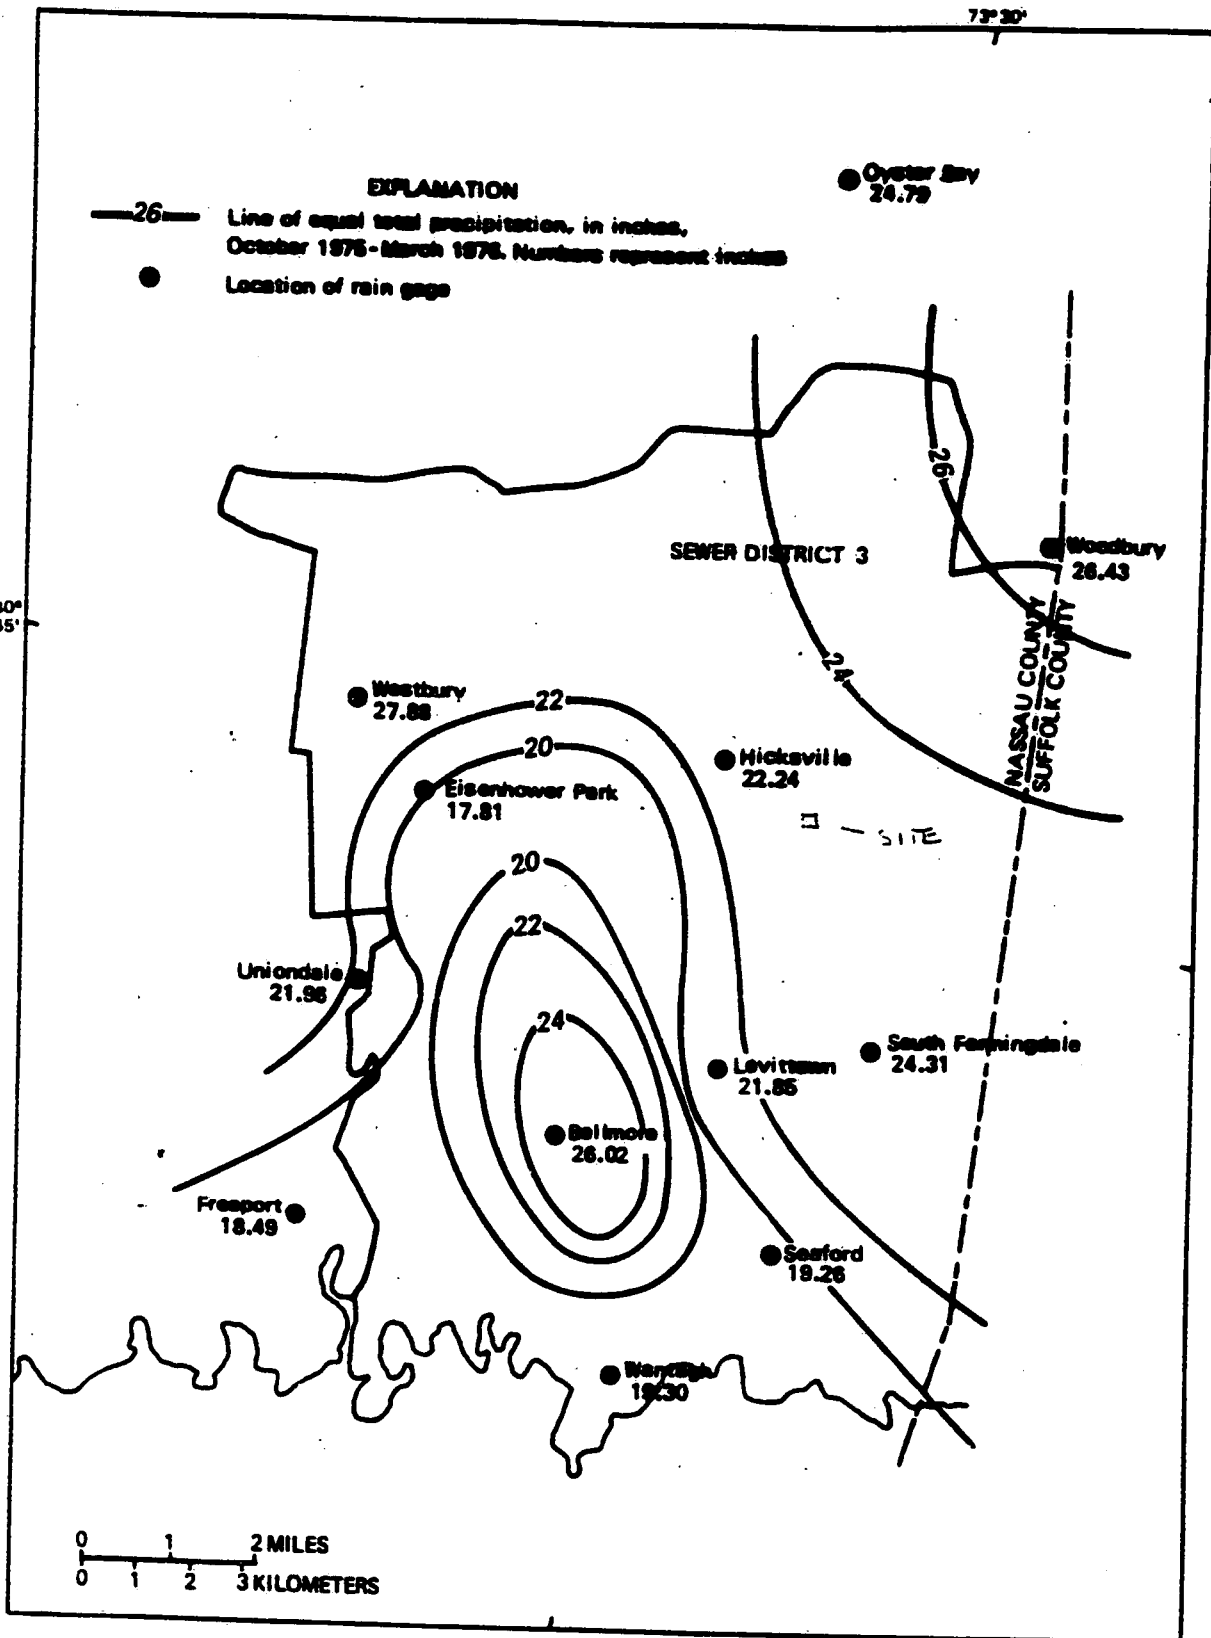 73°30'
Oyster Bay
24.79
EXPLANATION
26
Line of equal total precipitation, in inches,
October 1975-March 1976. Numbers represent inches
Location of rain gage
26
SEWER DISTRICT 3
Woodbury
26.43
NASSAU COUNTY
SUFFOLK COUNTY
24
Westbury
27.88
22
20
Hicksville
22.24
Eisenhower Park
17.81
SITE
20
22
Uniondale
21.96
24
South Farmingdale
24.31
Levittown
21.85
Bellmore
26.02
Freeport
18.49
Seaford
19.26
Wantagh
19.30
0 1 2 MILES
0 1 2 3 KILOMETERS